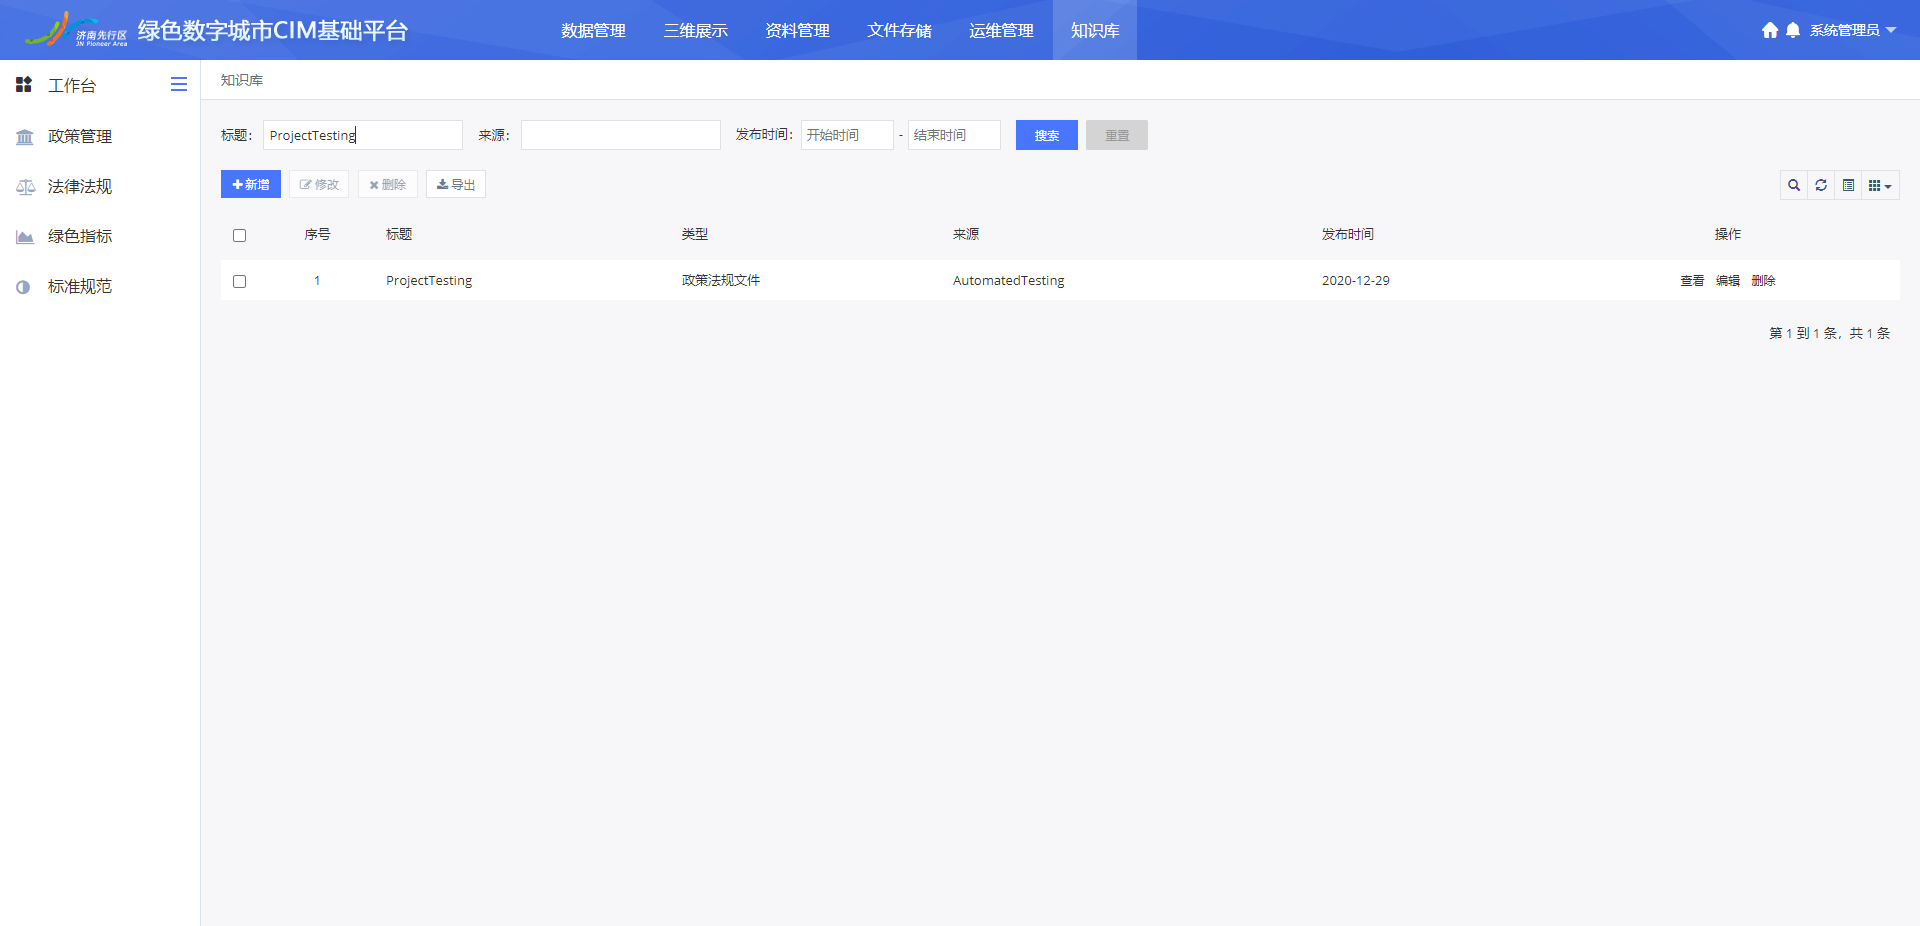 济南先行区
JN Pioneer Area
绿色数字城市CIM基础平台
数据管理 三维展示 资料管理 文件存储 运维管理 知识库
系统管理员
工作台
政策管理
法律法规
绿色指标
标准规范
知识库
标题： ProjectTesting 来源： 发布时间： 开始时间 - 结束时间 搜索 重置
新增 修改 删除 导出
序号 标题 类型 来源 发布时间 操作
1 ProjectTesting 政策法规文件 AutomatedTesting 2020-12-29 查看 编辑 删除
第 1 到 1 条，共 1 条